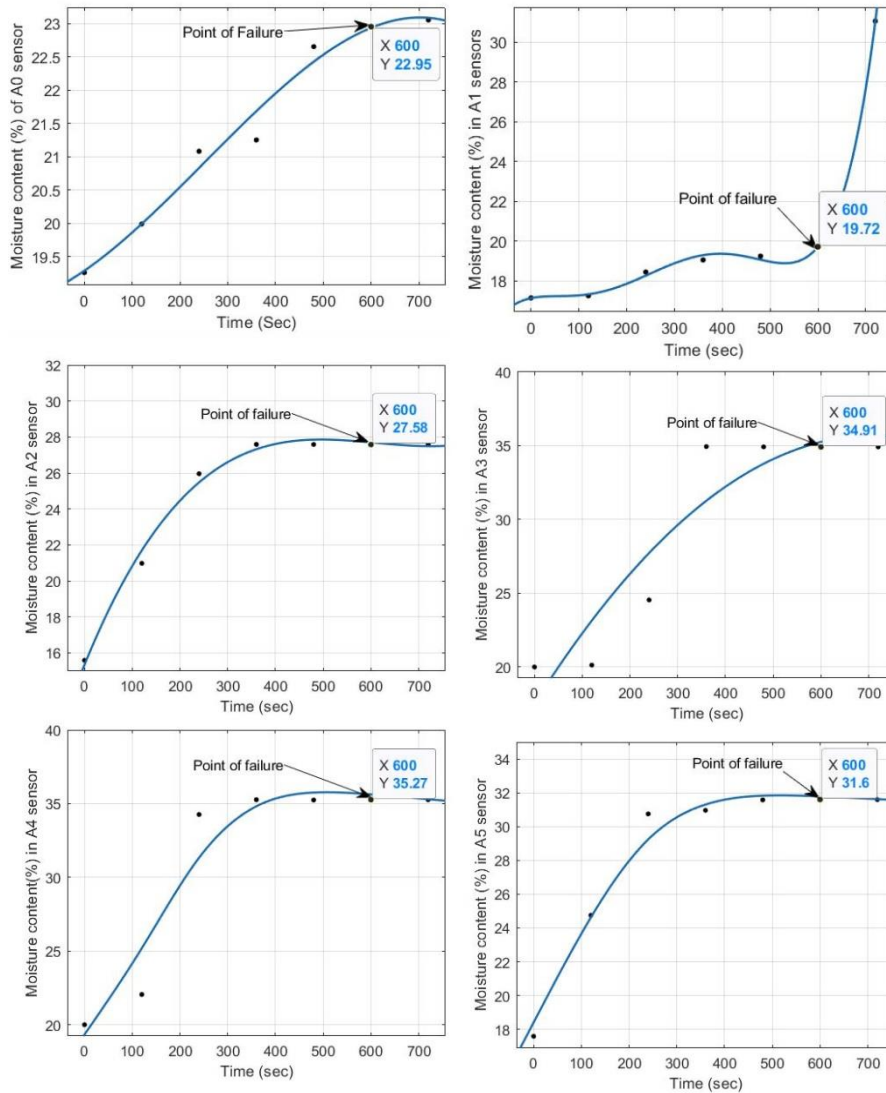 23
22.5
22
21.5
21
20.5
20
19.5
Moisture content (%) of A0 sensor
Point of Failure
X 600
Y 22.95
0 100 200 300 400 500 600 700
Time (Sec)
30
28
26
24
22
20
18
Moisture content (%) in A1 sensors
Point of failure
X 600
Y 19.72
0 100 200 300 400 500 600 700
Time (sec)
32
30
28
26
24
22
20
18
16
Moisture content (%) in A2 sensor
Point of failure
X 600
Y 27.58
0 100 200 300 400 500 600 700
Time (sec)
40
35
30
25
20
Moisture content (%) in A3 sensor
Point of failure
X 600
Y 34.91
0 100 200 300 400 500 600 700
Time (sec)
40
35
30
25
20
Moisture content(%) in A4 sensor
Point of failure
X 600
Y 35.27
0 100 200 300 400 500 600 700
Time (sec)
34
32
30
28
26
24
22
20
18
Moisture content (%) in A5 sensor
Point of failure
X 600
Y 31.6
0 100 200 300 400 500 600 700
Time (sec)